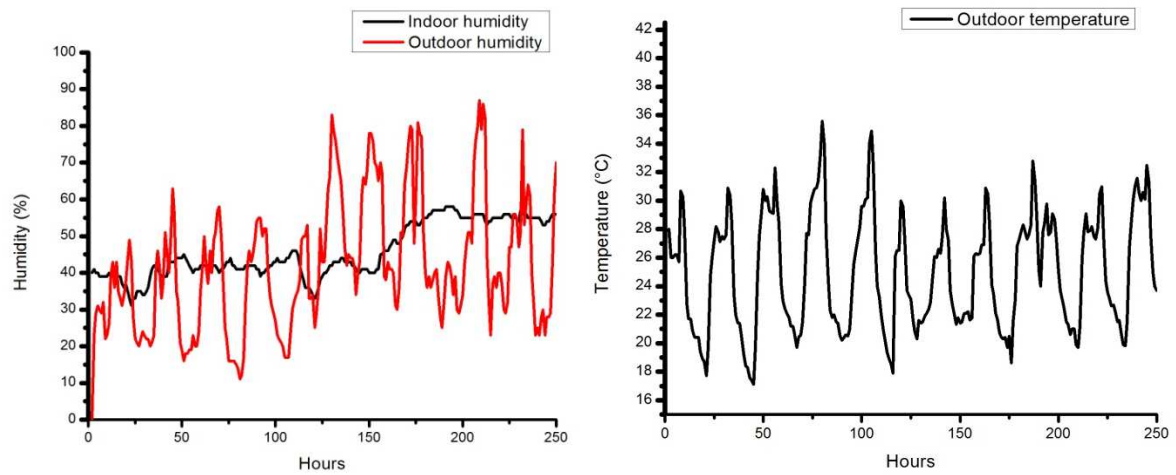 Indoor humidity
Outdoor humidity
100
90
80
70
60
50
40
30
20
10
0
Humidity (%)
0 50 100 150 200 250
Hours
Outdoor temperature
42
40
38
36
34
32
30
28
26
24
22
20
18
16
Temperature (°C)
0 50 100 150 200 250
Hours